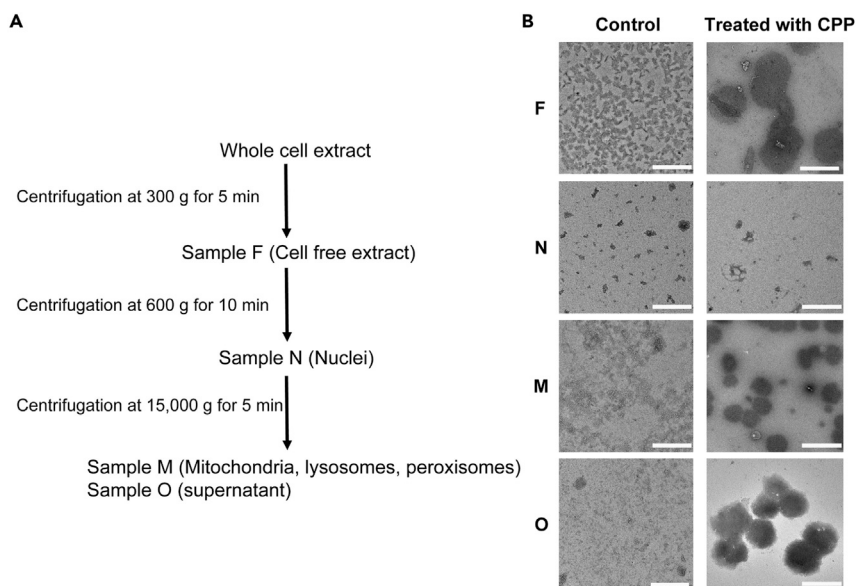 A
Whole cell extract
Centrifugation at 300 g for 5 min
Sample F (Cell free extract)
Centrifugation at 600 g for 10 min
Sample N (Nuclei)
Centrifugation at 15,000 g for 5 min
Sample M (Mitochondria, lysosomes, peroxisomes)
Sample O (supernatant)
B
Control Treated with CPP
F
N
M
O